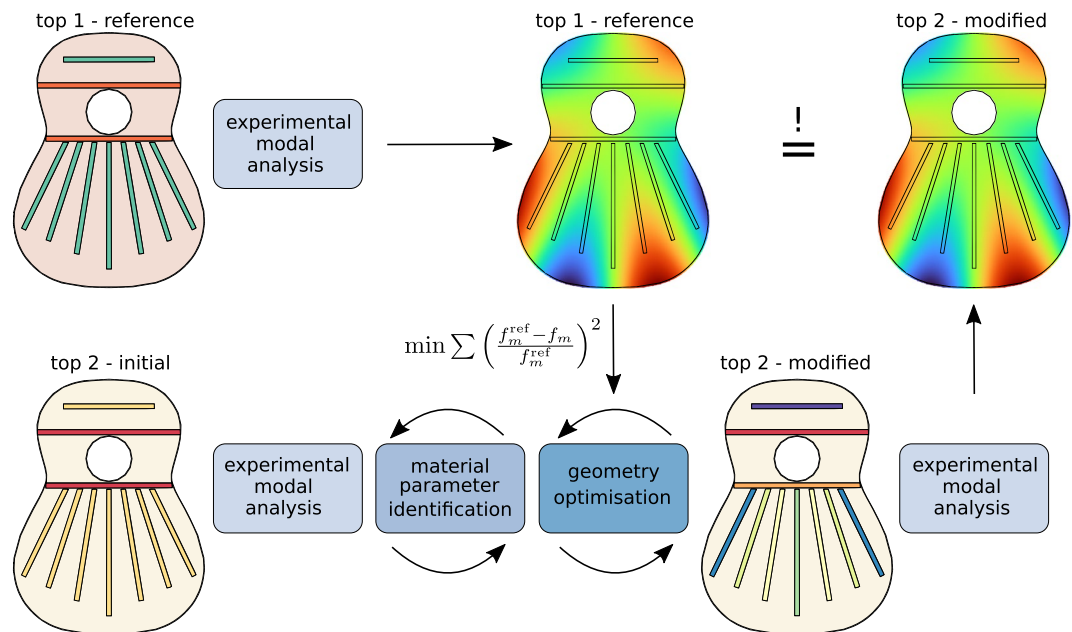 top 1 - reference
top 1 - reference
top 2 - modified
experimental
modal
analysis
!
=
min ∑ ( (f_m^ref − f_m) / f_m^ref )^2
top 2 - initial
top 2 - modified
experimental
modal
analysis
material
parameter
identification
geometry
optimisation
experimental
modal
analysis